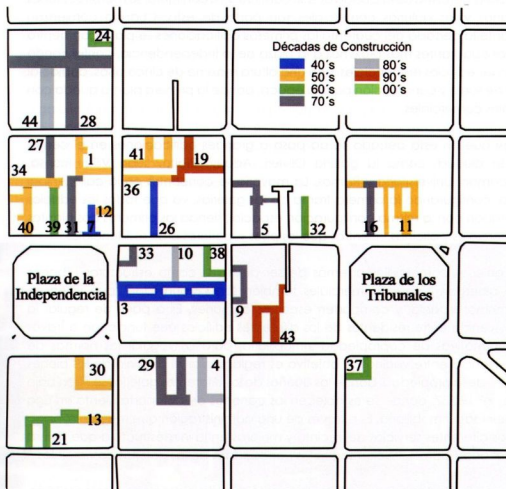 24
Décadas de Construcción
40´s
80´s
50´s
90´s
60´s
00´s
70´s
44
28
27
1
41
19
34
36
12
40
39
31
7
26
5
32
16
11
Plaza de la
Independencia
33
10
38
3
9
43
Plaza de los
Tribunales
30
29
4
37
13
21